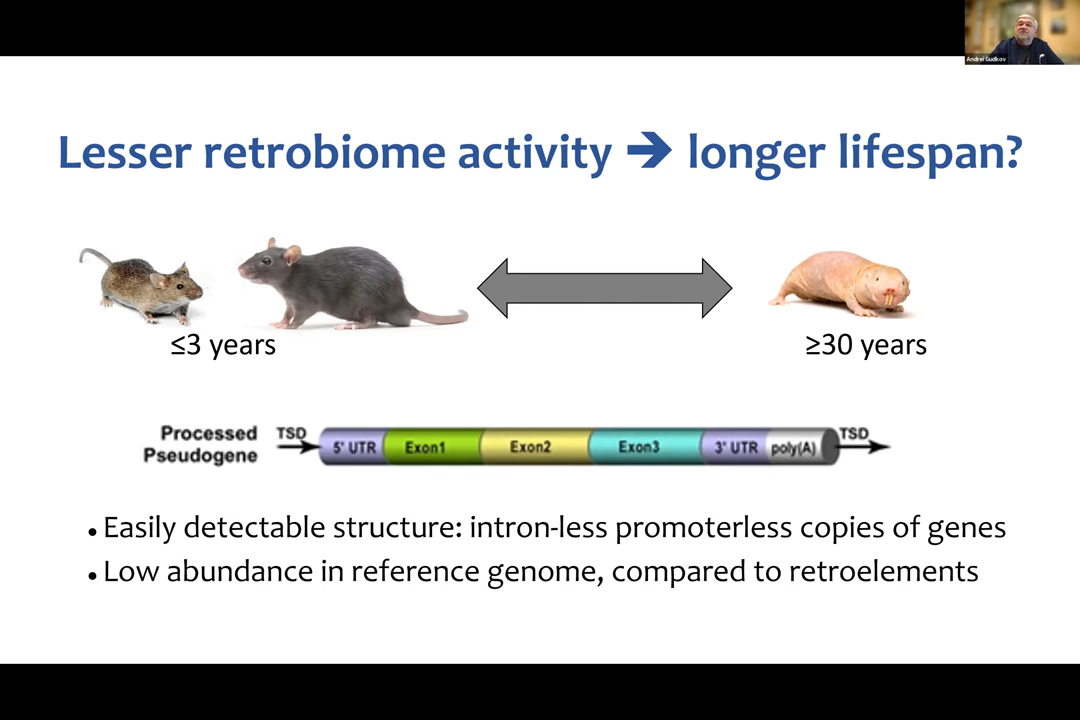 Andrei Gudkov
Lesser retrobiome activity → longer lifespan?
≤3 years
≥30 years
Processed Pseudogene
TSD
5' UTR
Exon1
Exon2
Exon3
3' UTR
poly(A)
TSD
• Easily detectable structure: intron-less promoterless copies of genes
• Low abundance in reference genome, compared to retroelements